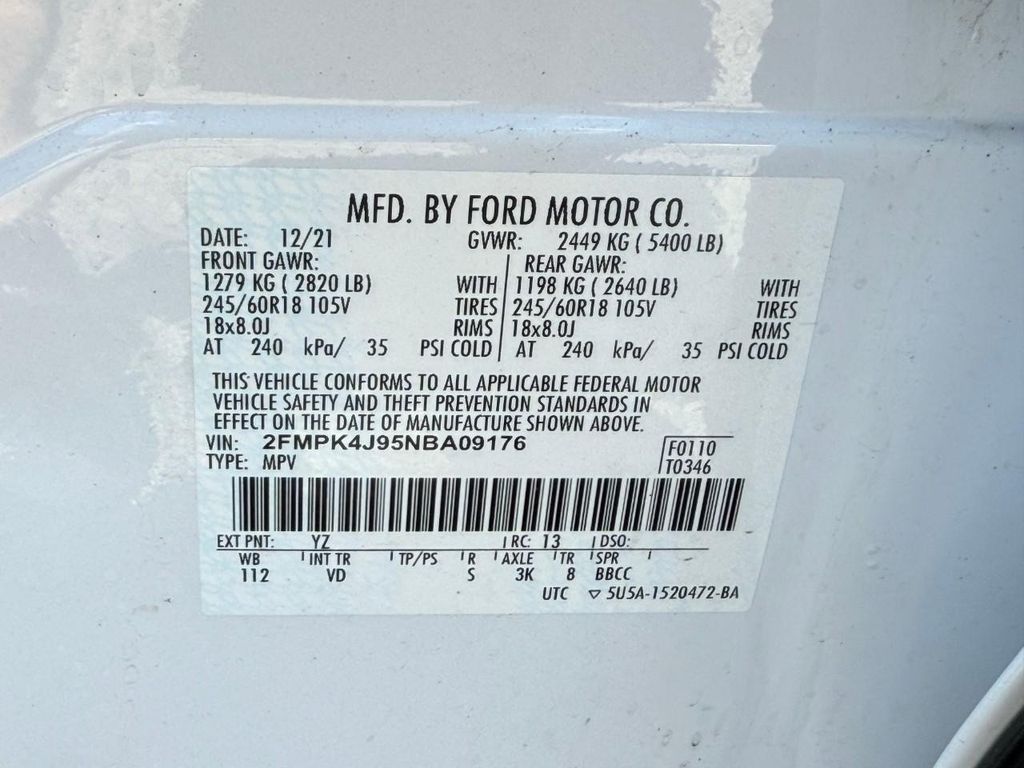 MFD. BY FORD MOTOR CO.
DATE: 12/21 GVWR: 2449 KG ( 5400 LB)
FRONT GAWR: REAR GAWR:
1279 KG ( 2820 LB) WITH 1198 KG ( 2640 LB) WITH
245/60R18 105V TIRES 245/60R18 105V TIRES
18x8.0J RIMS 18x8.0J RIMS
AT 240 kPa/ 35 PSI COLD AT 240 kPa/ 35 PSI COLD
THIS VEHICLE CONFORMS TO ALL APPLICABLE FEDERAL MOTOR
VEHICLE SAFETY AND THEFT PREVENTION STANDARDS IN
EFFECT ON THE DATE OF MANUFACTURE SHOWN ABOVE.
VIN: 2FMPK4J95NBA09176 F0110
TYPE: MPV T0346
EXT PNT: YZ RC: 13 DSO:
WB INT TR TP/PS R AXLE TR SPR
112 VD S 3K 8 BBCC
UTC ▽ 5U5A-1520472-BA